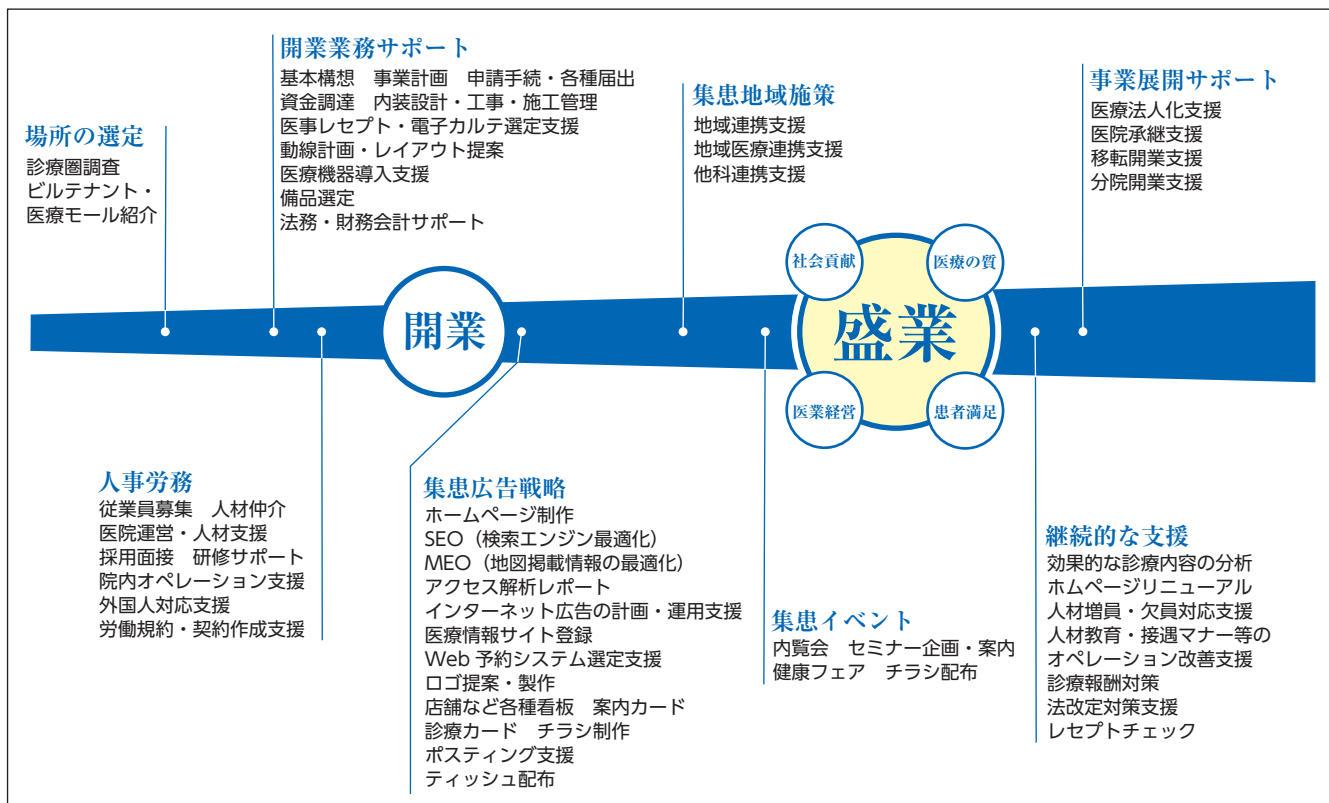 場所の選定
診療圏調査
ビルテナント・
医療モール紹介
開業業務サポート
基本構想　事業計画　申請手続・各種届出
資金調達　内装設計・工事・施工管理
医事レセプト・電子カルテ選定支援
動線計画・レイアウト提案
医療機器導入支援
備品選定
法務・財務会計サポート
集患地域施策
地域連携支援
地域医療連携支援
他科連携支援
事業展開サポート
医療法人化支援
医院承継支援
移転開業支援
分院開業支援
開業
社会貢献
医療の質
盛業
医業経営
患者満足
人事労務
従業員募集　人材仲介
医院運営・人材支援
採用面接　研修サポート
院内オペレーション支援
外国人対応支援
労働規約・契約作成支援
集患広告戦略
ホームページ制作
SEO（検索エンジン最適化）
MEO（地図掲載情報の最適化）
アクセス解析レポート
インターネット広告の計画・運用支援
医療情報サイト登録
Web 予約システム選定支援
ロゴ提案・製作
店舗など各種看板　案内カード
診療カード　チラシ制作
ポスティング支援
ティッシュ配布
集患イベント
内覧会　セミナー企画・案内
健康フェア　チラシ配布
継続的な支援
効果的な診療内容の分析
ホムページリニューアル
人材増員・欠員対応支援
人材教育・接遇マナー等の
オペレーション改善支援
診療報酬対策
法改定対策支援
レセプトチェック